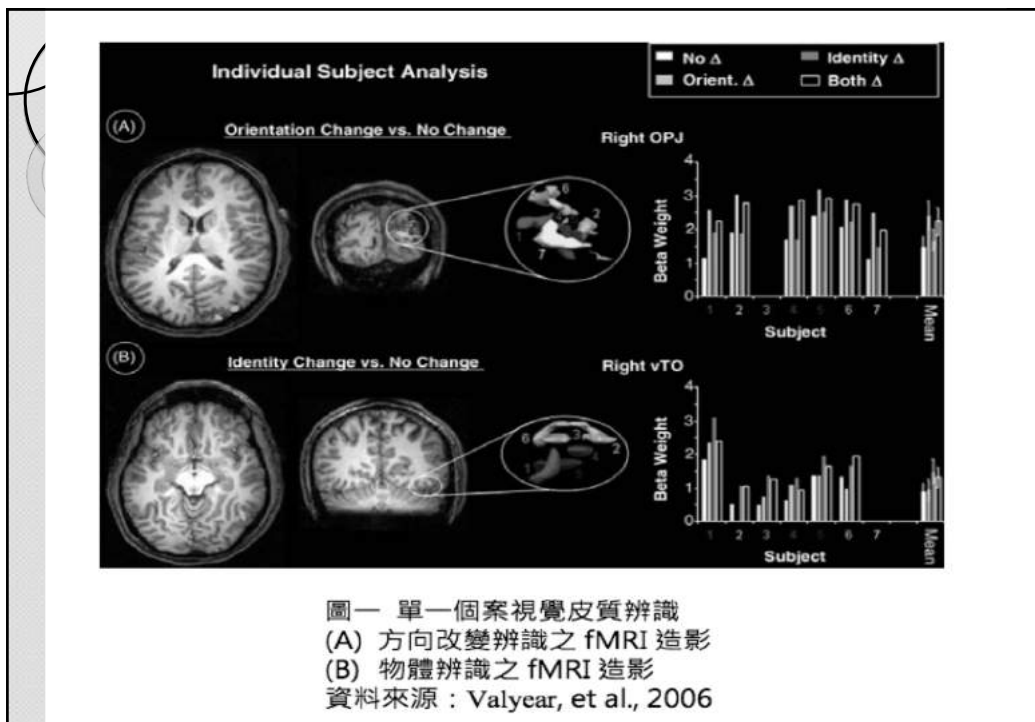 Individual Subject Analysis
No Δ
Identity Δ
Orient. Δ
Both Δ
(A)
Orientation Change vs. No Change
Right OPJ
6
2
1
7
Beta Weight
4
3
2
1
0
1 2 3 4 5 6 7 Mean
Subject
(B)
Identity Change vs. No Change
Right vTO
6
3
2
4
1
Beta Weight
4
3
2
1
0
1 2 3 4 5 6 7 Mean
Subject
圖一 單一個案視覺皮質辨識
(A) 方向改變辨識之 fMRI 造影
(B) 物體辨識之 fMRI 造影
資料來源：Valyear, et al., 2006